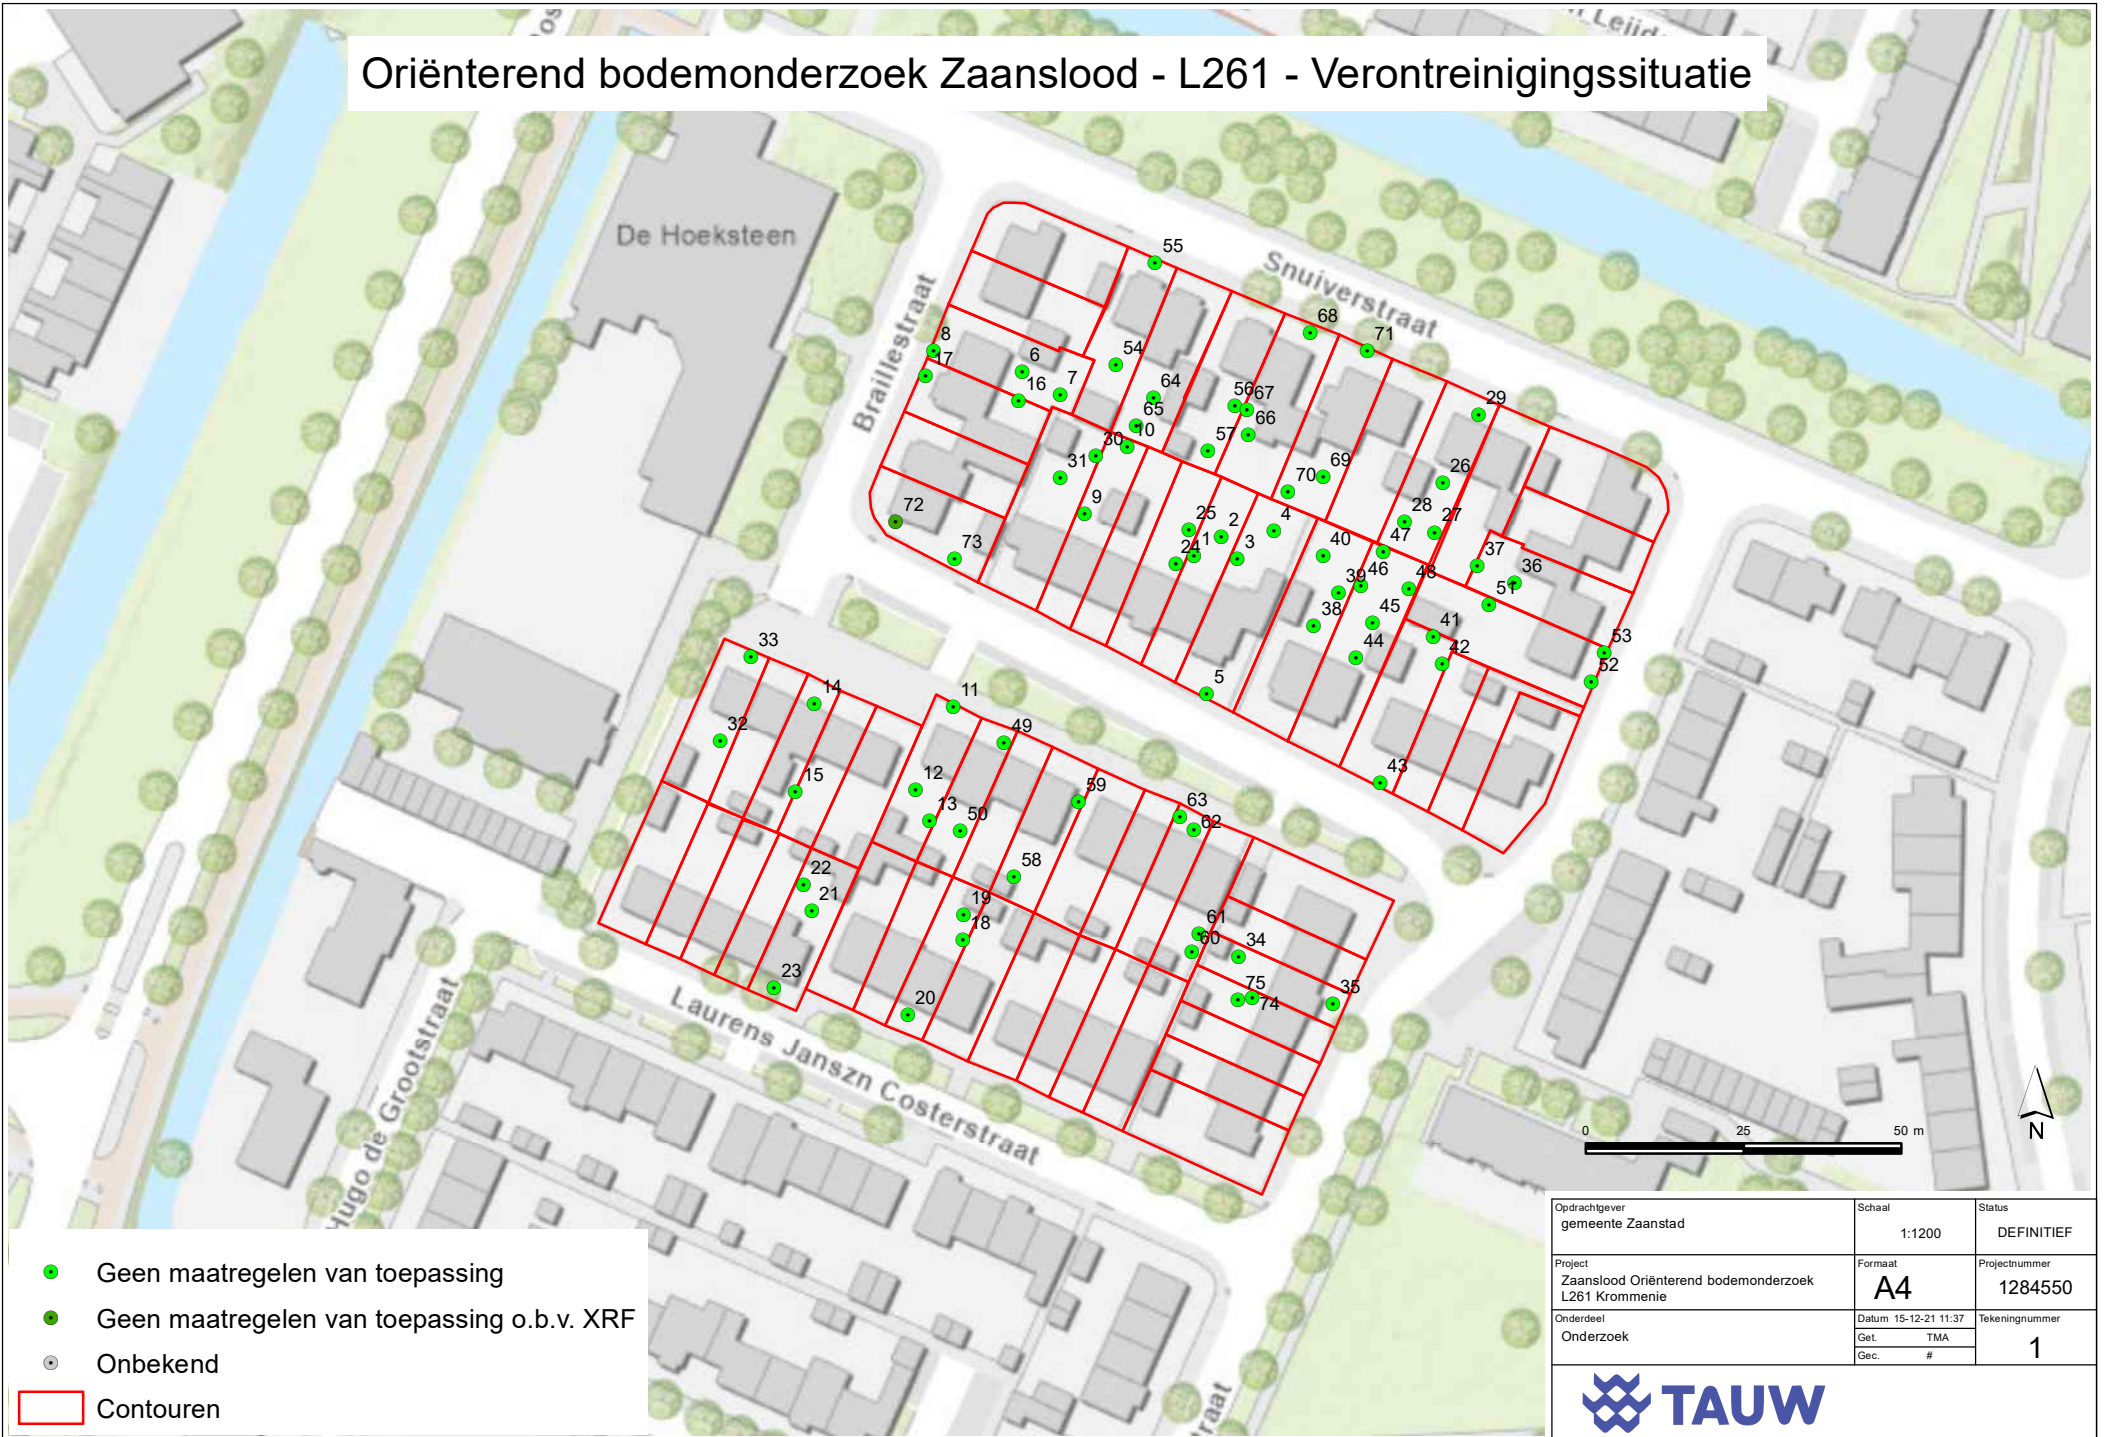 Oriënterend bodemonderzoek Zaanslood - L261 - Verontreinigingssituatie
De Hoeksteen
Braillestraat
Snuiverstraat
Laurens Janszn Costerstraat
Hugo de Grootstraat
55
68
71
8
17
6
16
7
54
64
65
10
30
31
9
56
67
66
57
29
26
28
27
69
70
72
73
25
2
4
1
24
3
40
47
46
39
38
48
45
44
37
36
51
41
42
53
52
5
43
33
14
32
15
11
49
12
13
50
59
63
62
58
22
21
19
18
23
20
61
60
34
75
74
35
0 25 50 m
N
Geen maatregelen van toepassing
Geen maatregelen van toepassing o.b.v. XRF
Onbekend
Contouren
Opdrachtgever
gemeente Zaanstad
Schaal
1:1200
Status
DEFINITIEF
Project
Zaanslood Oriënterend bodemonderzoek
L261 Krommenie
Formaat
A4
Projectnummer
1284550
Onderdeel
Onderzoek
Datum 15-12-21 11:37
Get. TMA
Gec. #
Tekeningnummer
1
TAUW